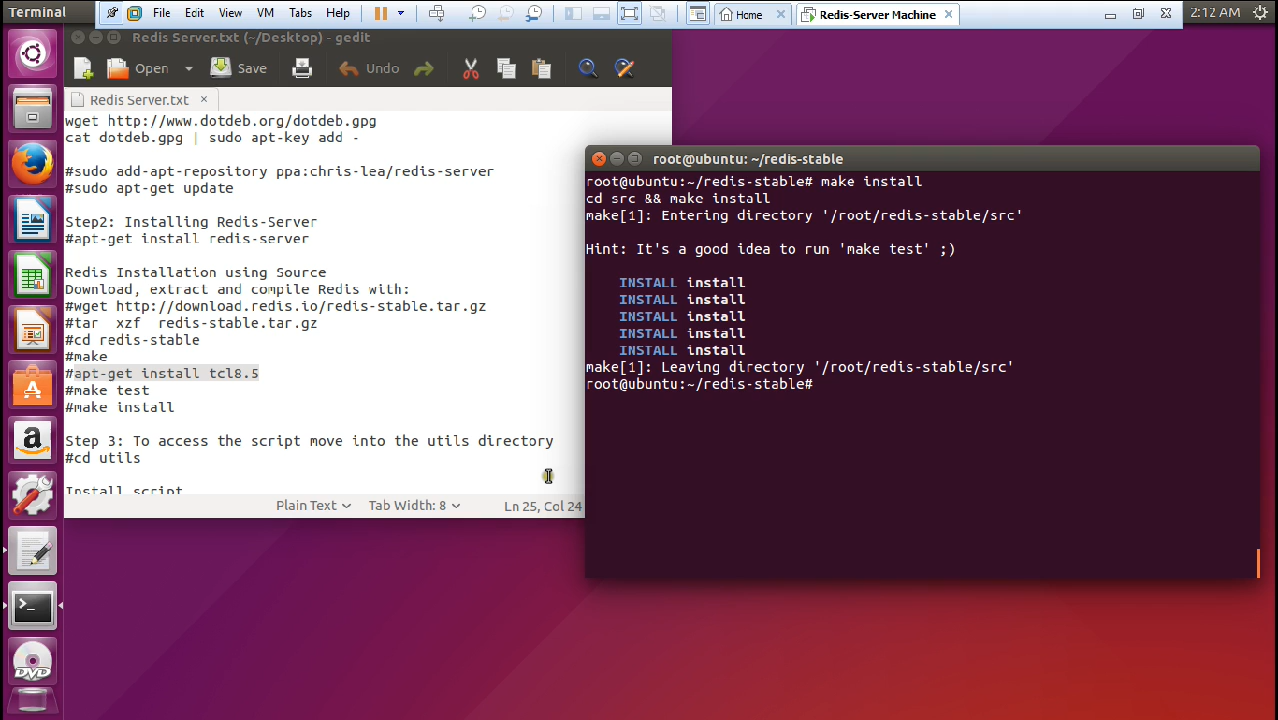 Terminal
File Edit View VM Tabs Help
Home
Redis-Server Machine
2:12 AM
Redis Server.txt (~/Desktop) - gedit
Open Save Undo
Redis Server.txt ×
wget http://www.dotdeb.org/dotdeb.gpg
cat dotdeb.gpg | sudo apt-key add -
#sudo add-apt-repository ppa:chris-lea/redis-server
#sudo apt-get update
Step2: Installing Redis-Server
#apt-get install redis-server
Redis Installation using Source
Download, extract and compile Redis with:
#wget http://download.redis.io/redis-stable.tar.gz
#tar  xzf  redis-stable.tar.gz
#cd redis-stable
#make
#apt-get install tcl8.5
#make test
#make install
Step 3: To access the script move into the utils directory
#cd utils
Install script
Plain Text Tab Width: 8 Ln 25, Col 24
root@ubuntu: ~/redis-stable
root@ubuntu:~/redis-stable# make install
cd src && make install
make[1]: Entering directory '/root/redis-stable/src'
Hint: It's a good idea to run 'make test' ;)
INSTALL install
INSTALL install
INSTALL install
INSTALL install
INSTALL install
make[1]: Leaving directory '/root/redis-stable/src'
root@ubuntu:~/redis-stable#
a
>_
DVD